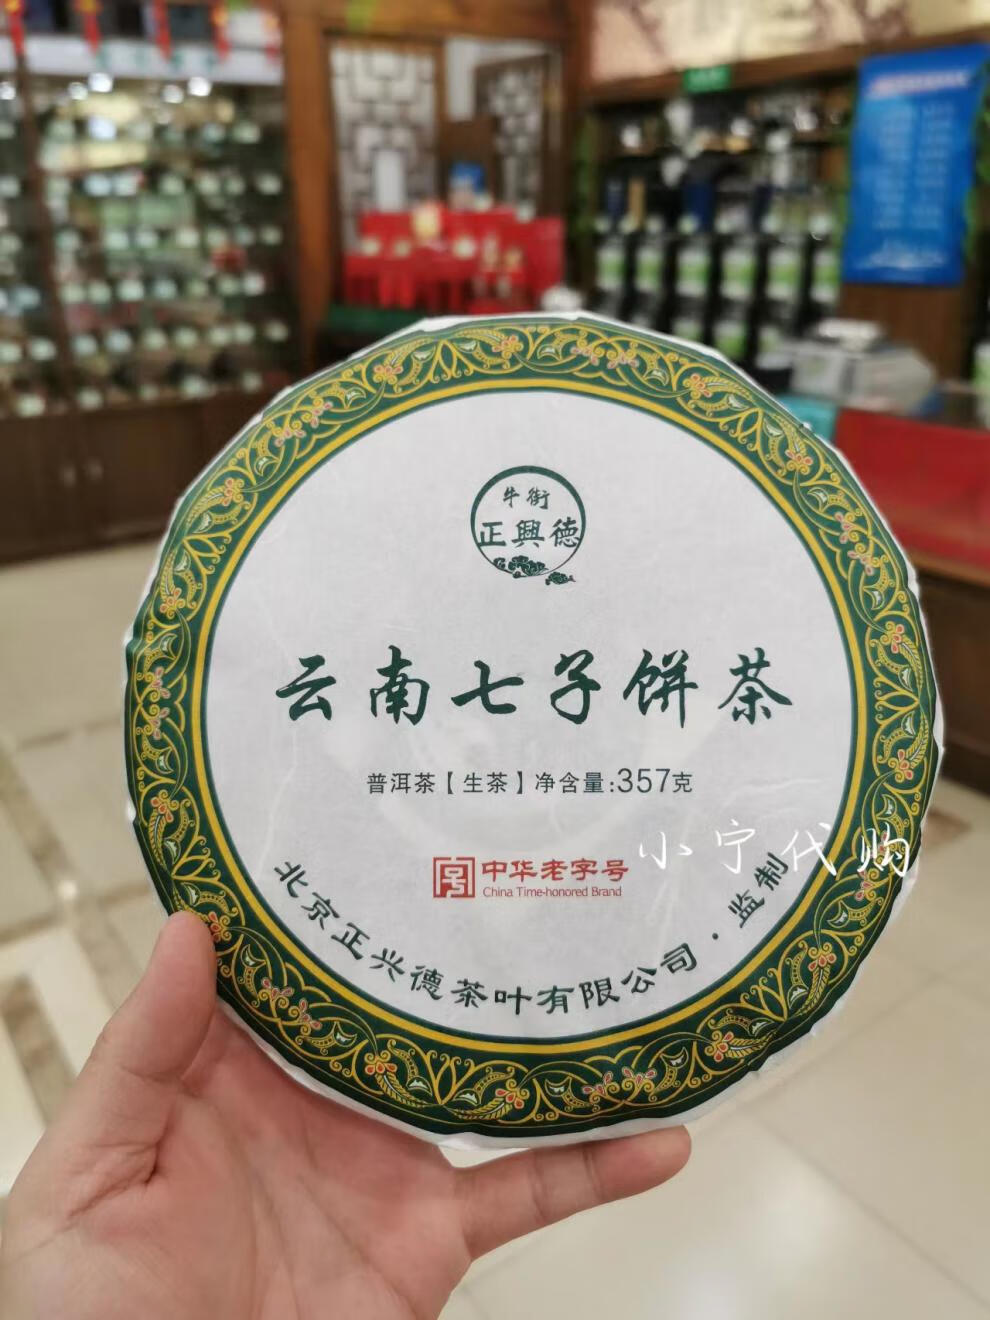 牛街
正興德
云南七子饼茶
普洱茶【生茶】净含量:357克
小宁代购
中华老字号
China Time-honored Brand
北京正兴德茶叶有限公司·监制